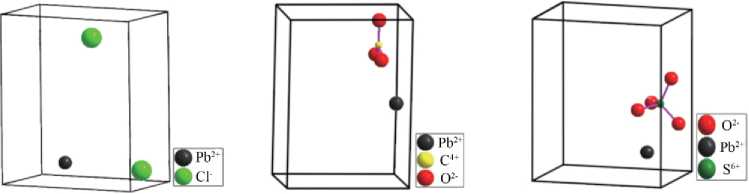 Pb²⁺
Cl⁻
Pb²⁺
C⁴⁺
O²⁻
O²⁻
Pb²⁺
S⁶⁺